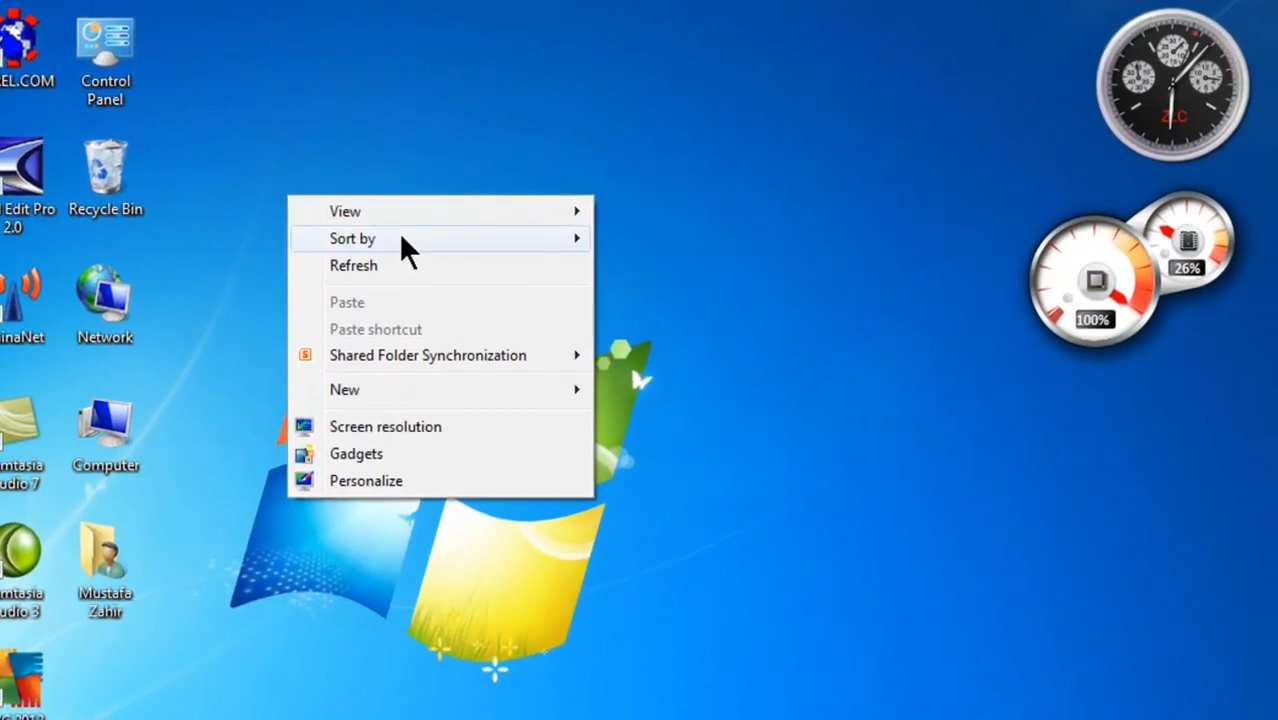 EL.COM
Control
Panel
Edit Pro
2.0
Recycle Bin
inaNet
Network
mtasia
udio 7
Computer
mtasia
udio 3
Mustafa
Zahir
View
Sort by
Refresh
Paste
Paste shortcut
S
Shared Folder Synchronization
New
Screen resolution
Gadgets
Personalize
26%
100%